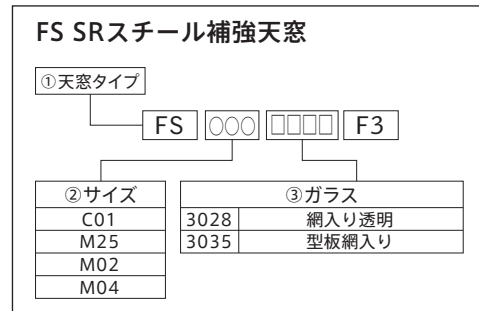 FS SRスチール補強天窓
①天窓タイプ
FS ○○○ □□□□ F3
②サイズ
C01
M25
M02
M04
③ガラス
3028 網入り透明
3035 型板網入り